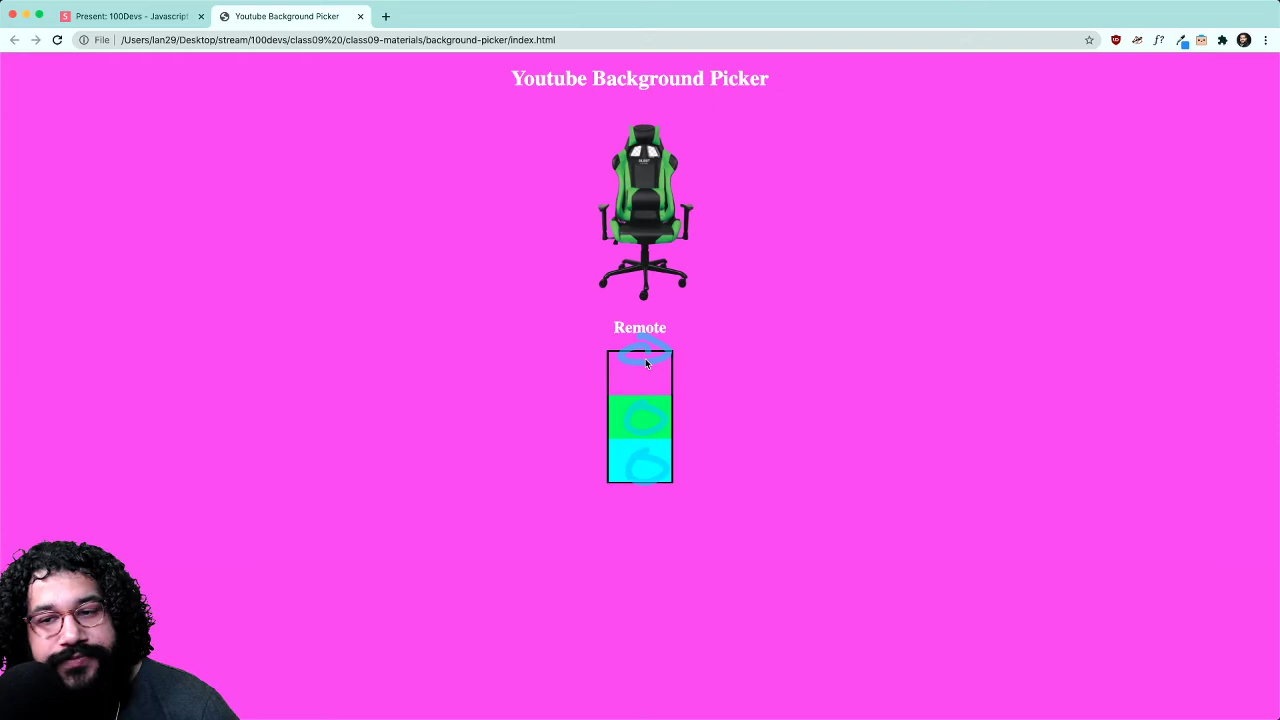 Present: 100Devs - Javascript
Youtube Background Picker
File
/Users/lan29/Desktop/stream/100devs/class09%20/class09-materials/background-picker/index.html
f?
Youtube Background Picker
Remote